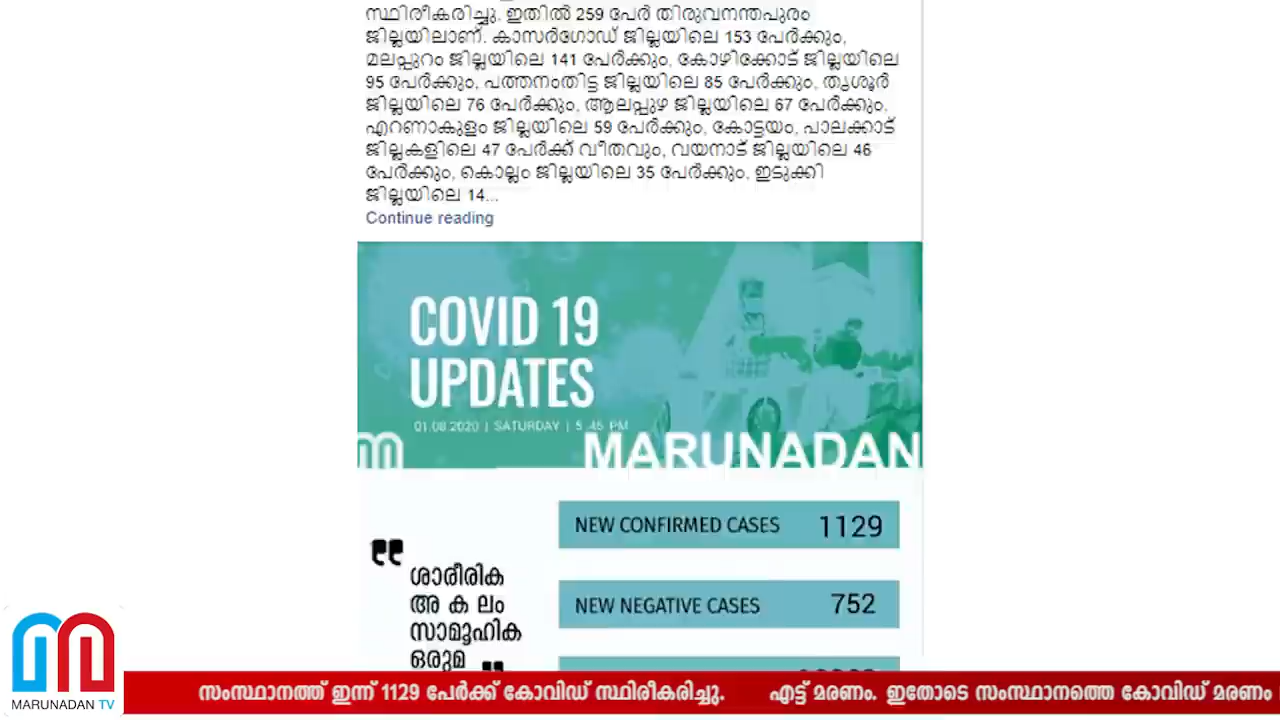 സ്ഥിരീകരിച്ചു. ഇതിൽ 259 പേർ തിരുവനന്തപുരം
ജില്ലയിലാണ്. കാസർഗോഡ് ജില്ലയിലെ 153 പേർക്കും,
മലപ്പുറം ജില്ലയിലെ 141 പേർക്കും, കോഴിക്കോട് ജില്ലയിലെ
95 പേർക്കും, പത്തനംതിട്ട ജില്ലയിലെ 85 പേർക്കും, തൃശൂർ
ജില്ലയിലെ 76 പേർക്കും, ആലപ്പുഴ ജില്ലയിലെ 67 പേർക്കും,
എറണാകുളം ജില്ലയിലെ 59 പേർക്കും, കോട്ടയം, പാലക്കാട്
ജില്ലകളിലെ 47 പേർക്ക് വീതവും, വയനാട് ജില്ലയിലെ 46
പേർക്കും, കൊല്ലം ജില്ലയിലെ 35 പേർക്കും, ഇടുക്കി
ജില്ലയിലെ 14...
Continue reading
COVID 19
UPDATES
01.08.2020 | SATURDAY | 5.45 PM
MARUNADAN
NEW CONFIRMED CASES 1129
NEW NEGATIVE CASES 752
ശാരീരിക
അ ക ലം
സാമൂഹിക
ഒരുമ
MARUNADAN TV
സംസ്ഥാനത്ത് ഇന്ന് 1129 പേർക്ക് കോവിഡ് സ്ഥിരീകരിച്ചു. എട്ട് മരണം. ഇതോടെ സംസ്ഥാനത്തെ കോവിഡ് മരണം